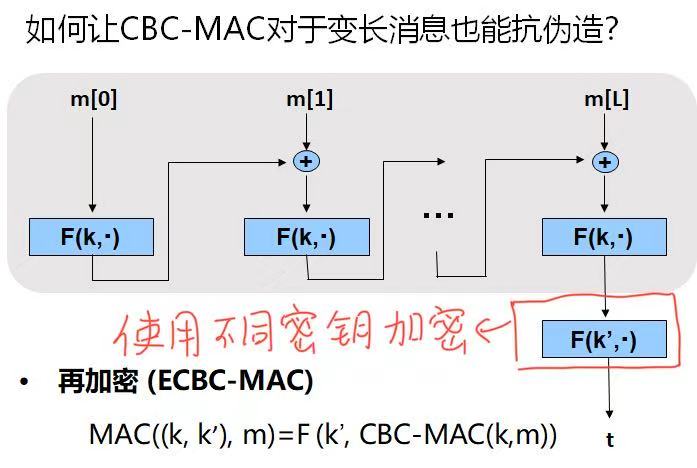 如何让CBC-MAC对于变长消息也能抗伪造?
m[0] m[1] m[L]
+ +
...
F(k,·) F(k,·) F(k,·)
使用不同密钥加密
F(k’,·)
• 再加密 (ECBC-MAC)
MAC((k, k’), m)=F (k’, CBC-MAC(k,m)) t